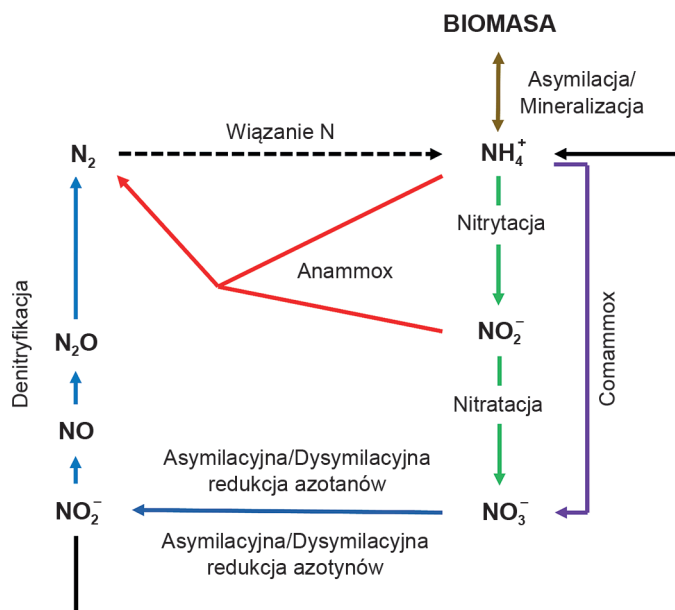 BIOMASA
Asymilacja/
Mineralizacja
Wiązanie N
N₂
NH₄⁺
Nitrytacja
Anammox
Denitryfikacja
N₂O
NO₂⁻
Comammox
Nitratacja
NO
Asymilacyjna/Dysymilacyjna
redukcja azotanów
NO₂⁻
NO₃⁻
Asymilacyjna/Dysymilacyjna
redukcja azotynów